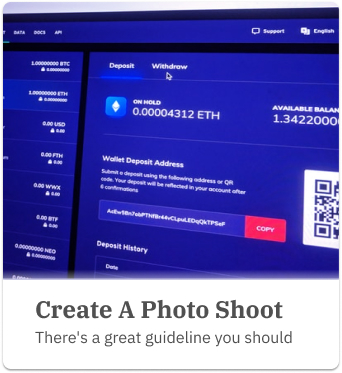 DATA DOCS API
Support English
1.00000000 BTC
0.00000000
1.00000000 ETH
0.00000000
0.00 USD
0.00
0.00 FTH
0.00
0.00 WWX
0.00
0.00 BTF
0.00
0.00000000 NEO
0.00000000
Deposit Withdraw
ON HOLD
0.00004312 ETH
AVAILABLE BALAN
1.3422000
Wallet Deposit Address
Submit a deposit using the following address or QR
code. Your deposit will be reflected in your account after
6 confirmations
COPY
Deposit History
Date
Create A Photo Shoot
There's a great guideline you should